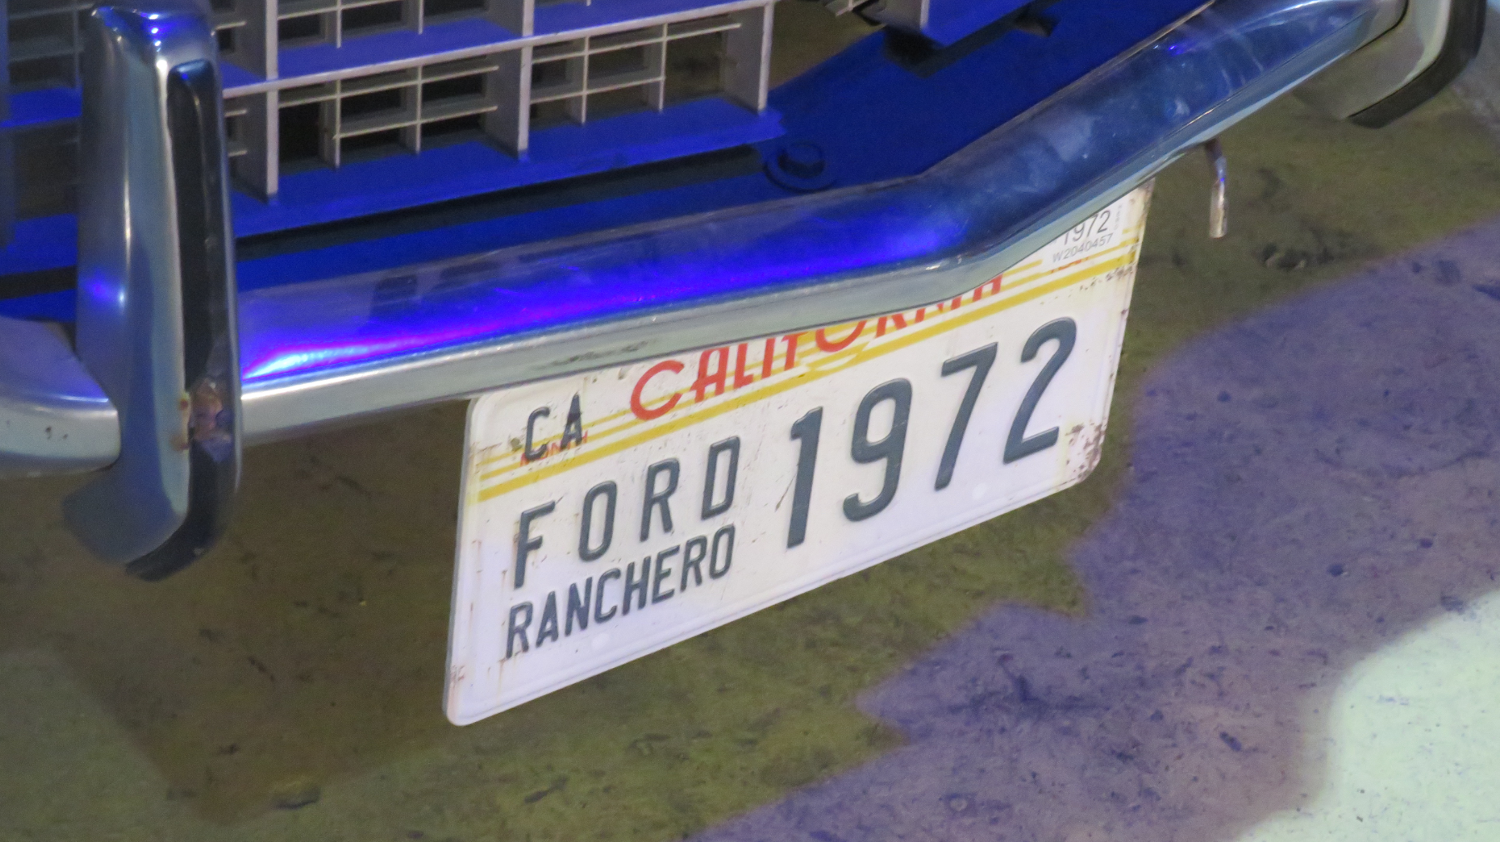 1972
W2040457
CALIFORNIA
CA
FORD 1972
RANCHERO